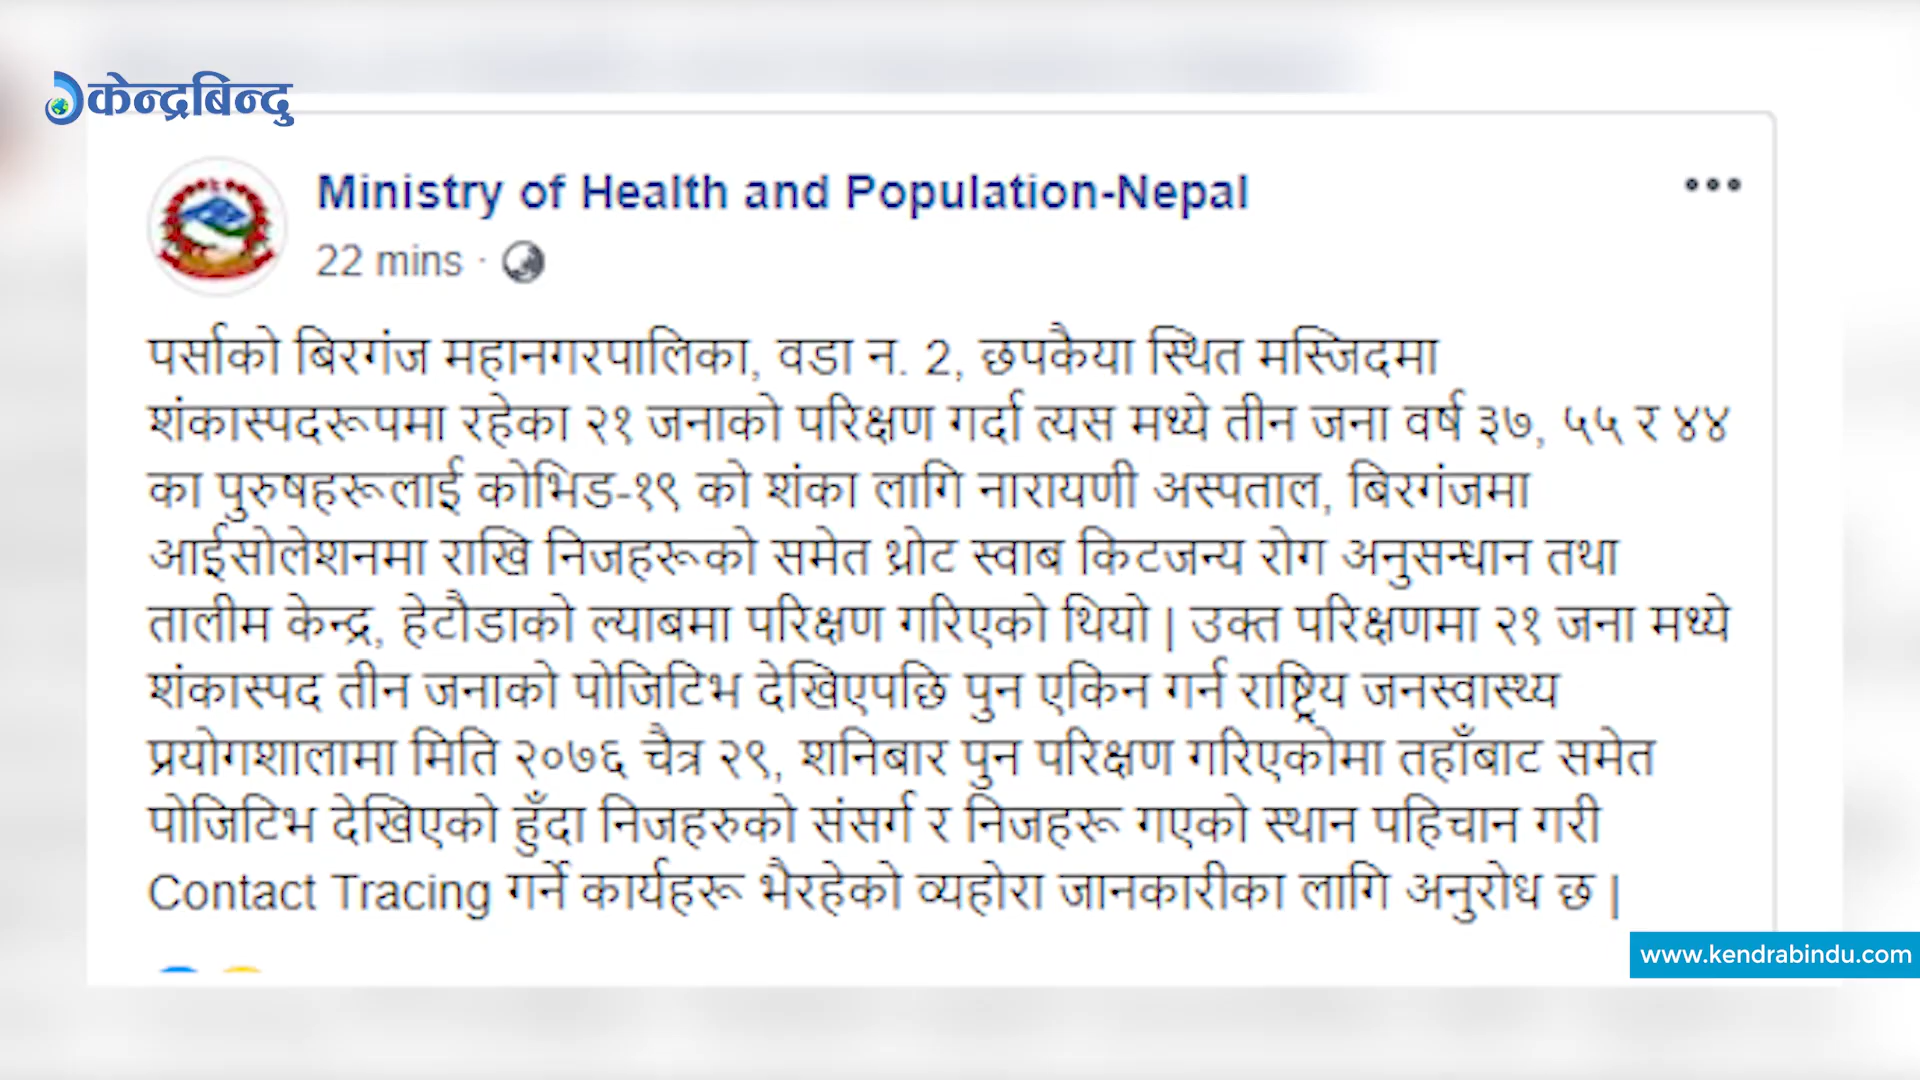 केन्द्रबिन्दु
Ministry of Health and Population-Nepal
22 mins ·
पर्साको बिरगंज महानगरपालिका, वडा न. 2, छपकैया स्थित मस्जिदमा
शंकास्पदरूपमा रहेका २१ जनाको परिक्षण गर्दा त्यस मध्ये तीन जना वर्ष ३७, ५५ र ४४
का पुरुषहरूलाई कोभिड-१९ को शंका लागि नारायणी अस्पताल, बिरगंजमा
आईसोलेशनमा राखि निजहरूको समेत थ्रोट स्वाब किटजन्य रोग अनुसन्धान तथा
तालीम केन्द्र, हेटौडाको ल्याबमा परिक्षण गरिएको थियो | उक्त परिक्षणमा २१ जना मध्ये
शंकास्पद तीन जनाको पोजिटिभ देखिएपछि पुन एकिन गर्न राष्ट्रिय जनस्वास्थ्य
प्रयोगशालामा मिति २०७६ चैत्र २९, शनिबार पुन परिक्षण गरिएकोमा तहाँबाट समेत
पोजिटिभ देखिएको हुँदा निजहरुको संसर्ग र निजहरू गएको स्थान पहिचान गरी
Contact Tracing गर्ने कार्यहरू भैरहेको व्यहोरा जानकारीका लागि अनुरोध छ |
www.kendrabindu.com